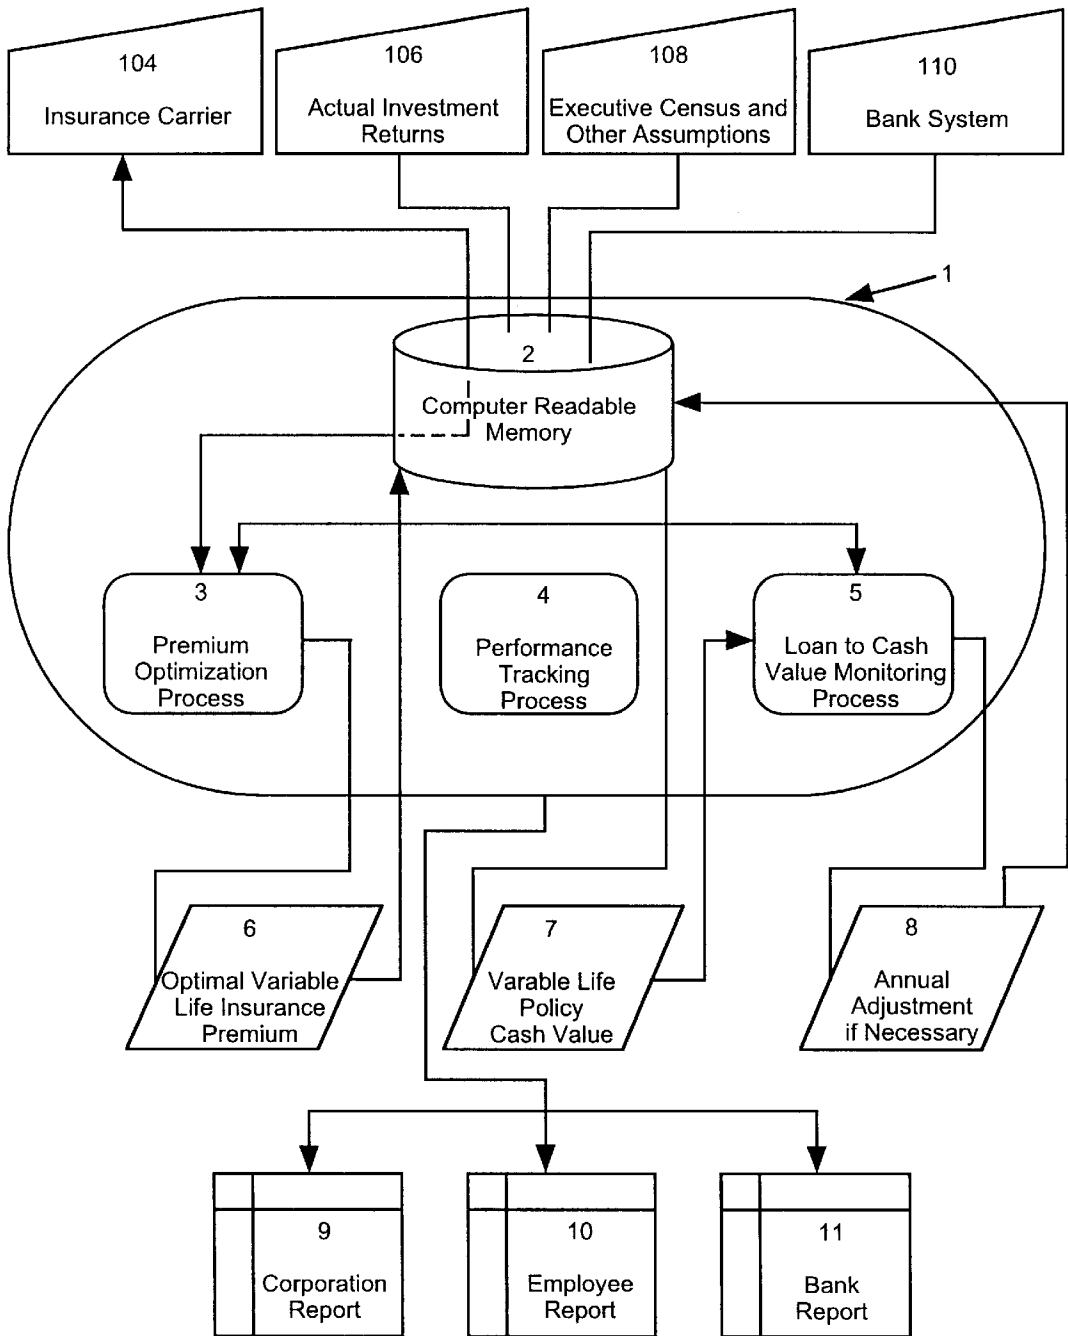 104
Insurance Carrier
106
Actual Investment
Returns
108
Executive Census and
Other Assumptions
110
Bank System
1
2
Computer Readable
Memory
3
Premium
Optimization
Process
4
Performance
Tracking
Process
5
Loan to Cash
Value Monitoring
Process
6
Optimal Variable
Life Insurance
Premium
7
Varable Life
Policy
Cash Value
8
Annual
Adjustment
if Necessary
9
Corporation
Report
10
Employee
Report
11
Bank
Report